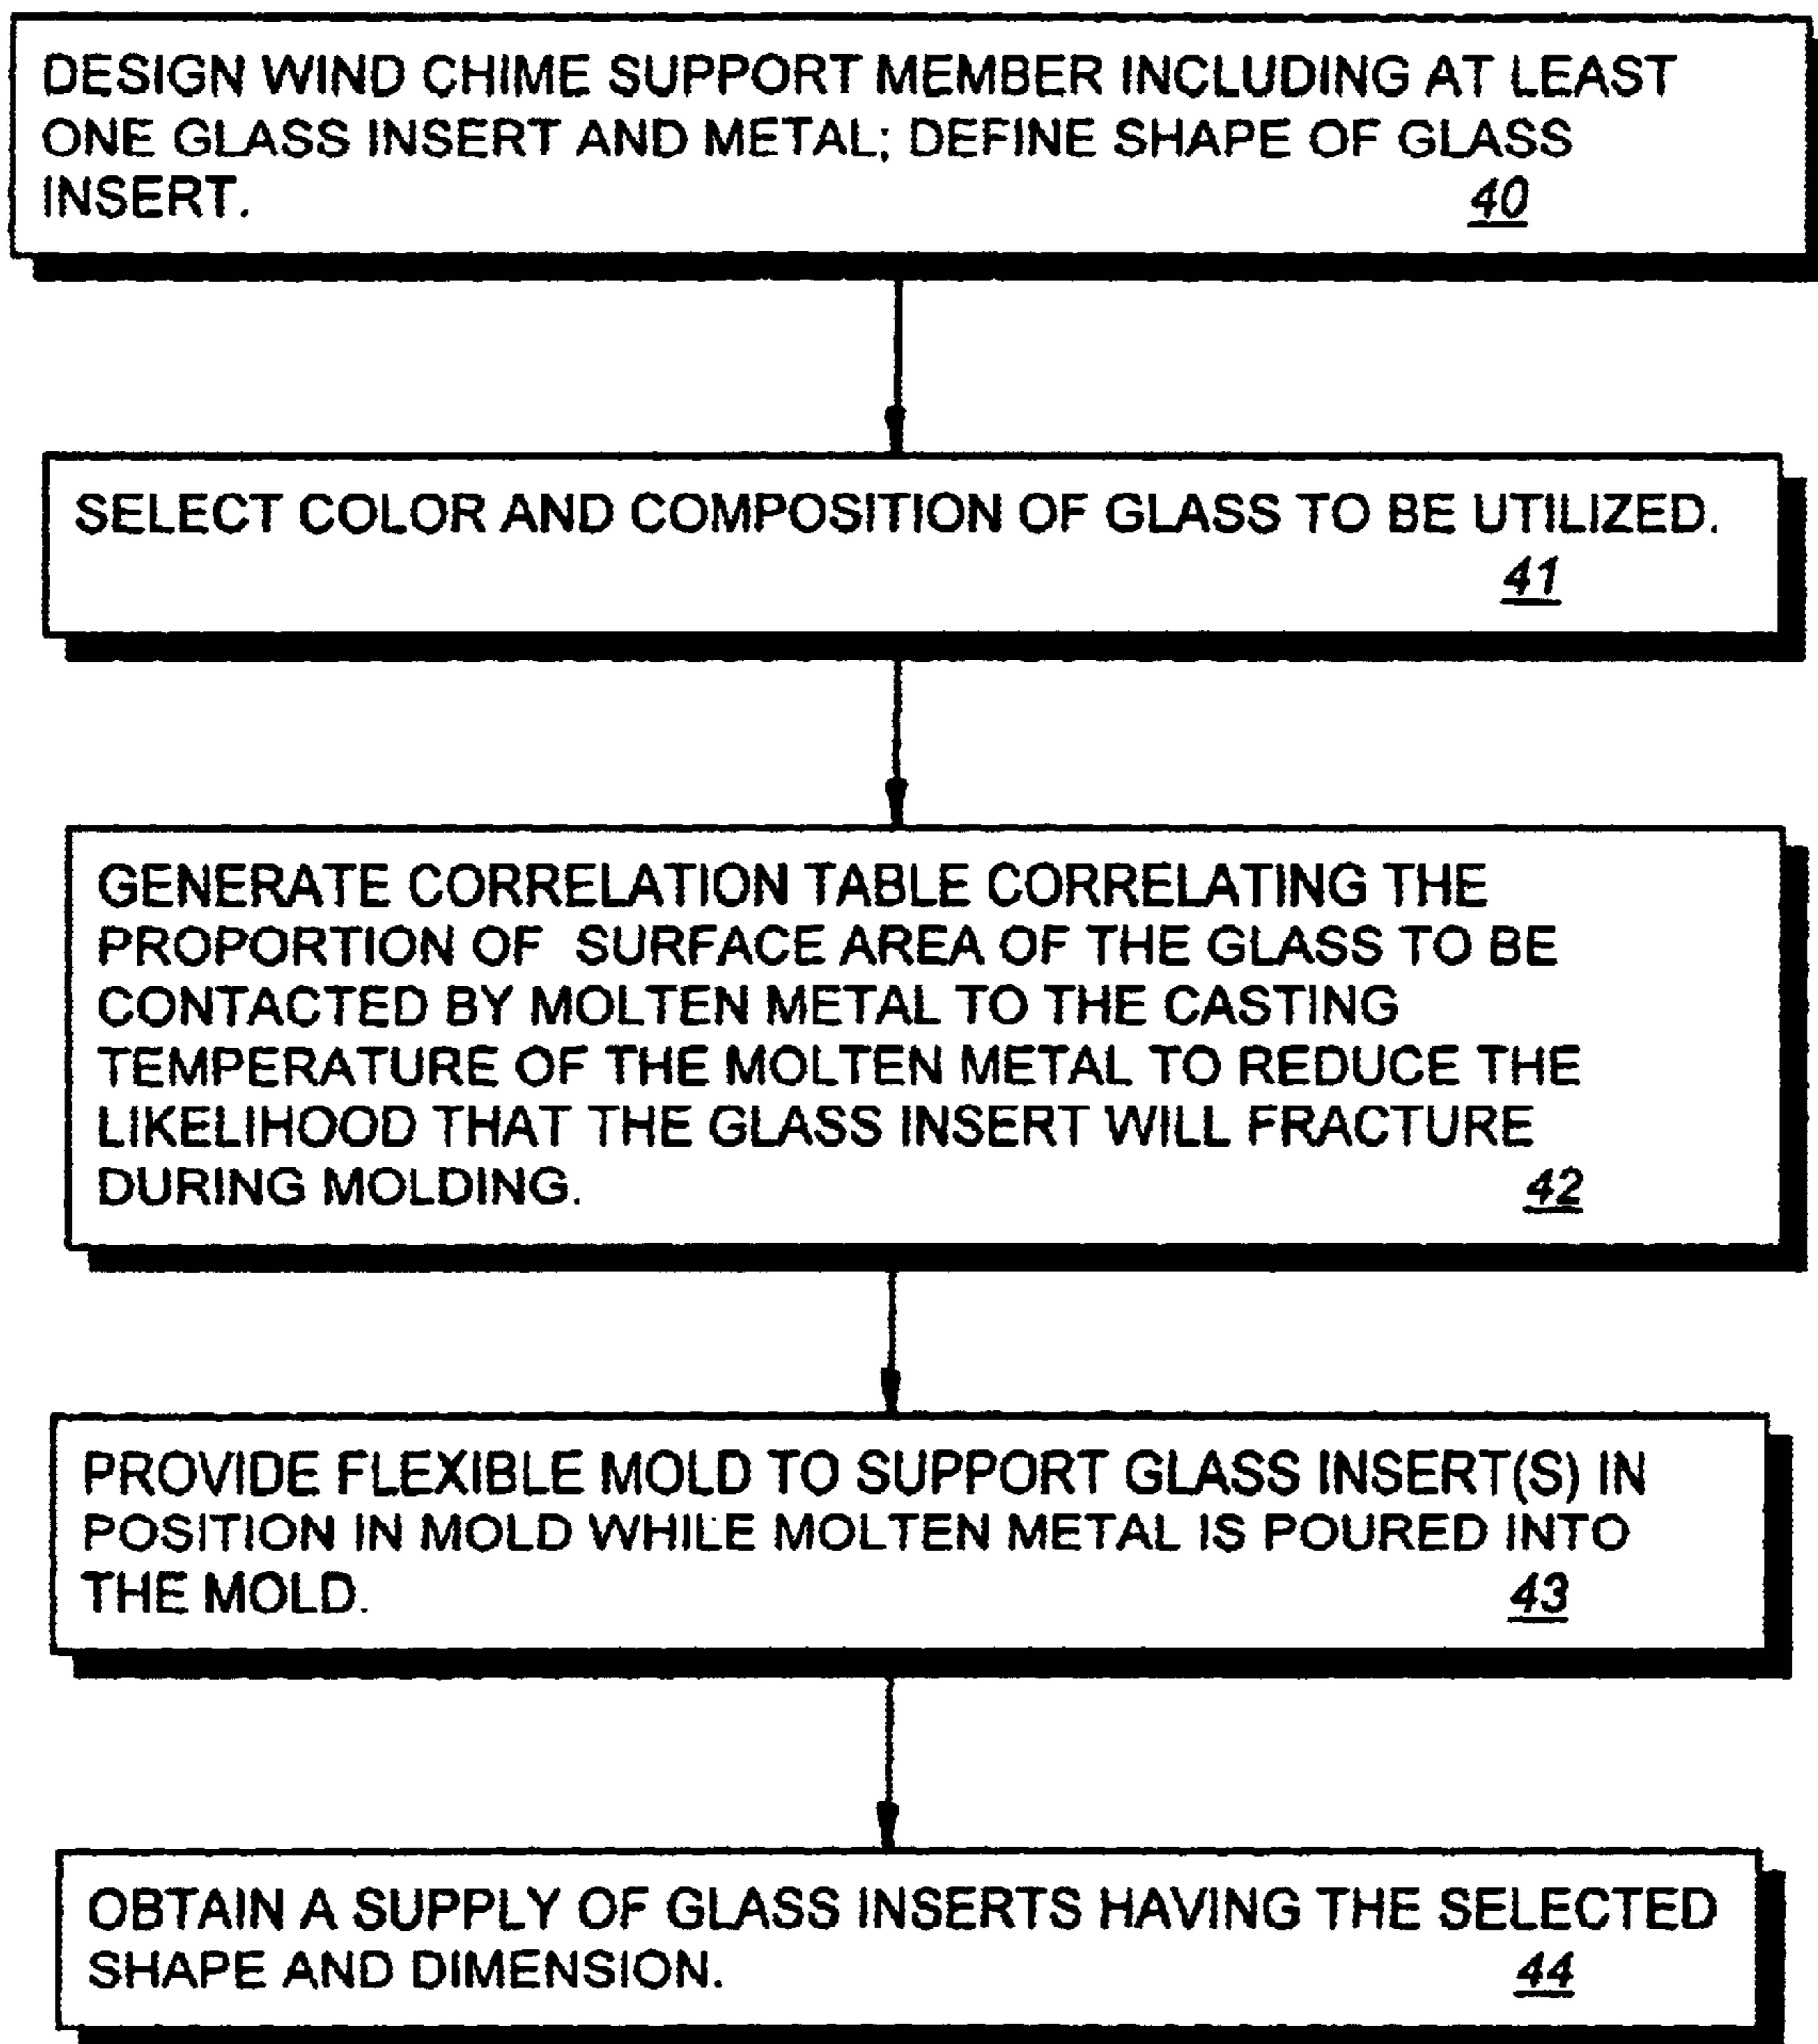 DESIGN WIND CHIME SUPPORT MEMBER INCLUDING AT LEAST
ONE GLASS INSERT AND METAL; DEFINE SHAPE OF GLASS
INSERT. 40
SELECT COLOR AND COMPOSITION OF GLASS TO BE UTILIZED.
41
GENERATE CORRELATION TABLE CORRELATING THE
PROPORTION OF SURFACE AREA OF THE GLASS TO BE
CONTACTED BY MOLTEN METAL TO THE CASTING
TEMPERATURE OF THE MOLTEN METAL TO REDUCE THE
LIKELIHOOD THAT THE GLASS INSERT WILL FRACTURE
DURING MOLDING. 42
PROVIDE FLEXIBLE MOLD TO SUPPORT GLASS INSERT(S) IN
POSITION IN MOLD WHILE MOLTEN METAL IS POURED INTO
THE MOLD. 43
OBTAIN A SUPPLY OF GLASS INSERTS HAVING THE SELECTED
SHAPE AND DIMENSION. 44